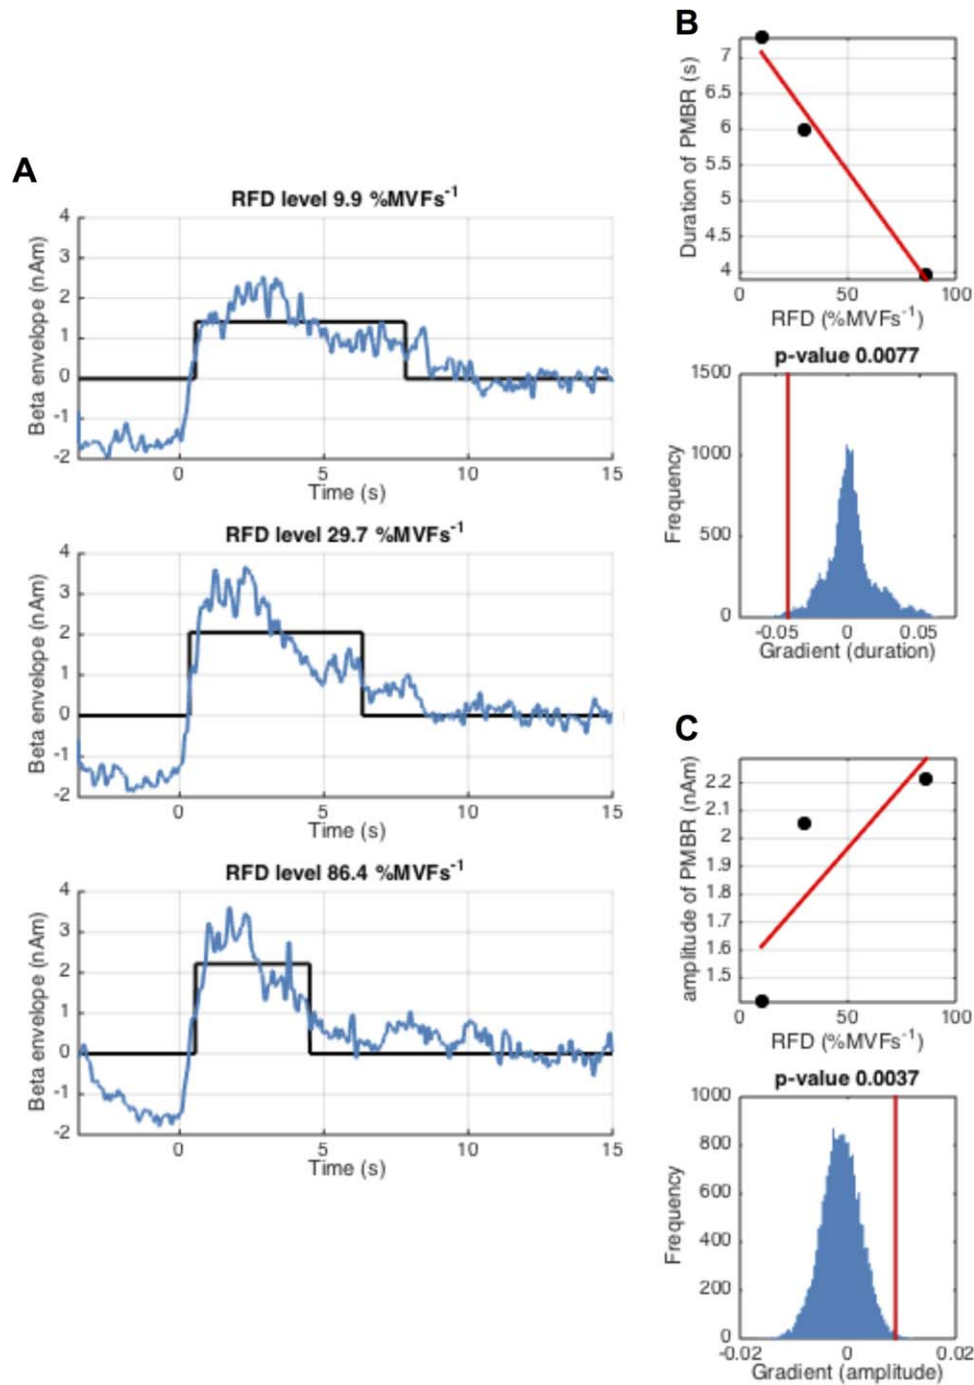 A
RFD level 9.9 %MVFs-1
Beta envelope (nAm)
4
3
2
1
0
-1
-2
0 5 10 15
Time (s)
RFD level 29.7 %MVFs-1
Beta envelope (nAm)
4
3
2
1
0
-1
-2
0 5 10 15
Time (s)
RFD level 86.4 %MVFs-1
Beta envelope (nAm)
4
3
2
1
0
-1
-2
0 5 10 15
Time (s)
B
Duration of PMBR (s)
7
6.5
6
5.5
5
4.5
4
0 50 100
RFD (%MVFs-1)
p-value 0.0077
Frequency
1500
1000
500
0
-0.05 0 0.05
Gradient (duration)
C
amplitude of PMBR (nAm)
2.2
2.1
2
1.9
1.8
1.7
1.6
1.5
0 50 100
RFD (%MVFs-1)
p-value 0.0037
Frequency
1000
800
600
400
200
0
-0.02 0 0.02
Gradient (amplitude)